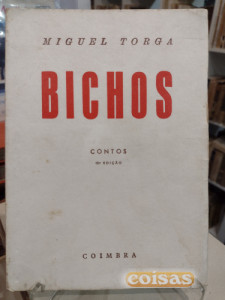 MIGUEL TORGA
BICHOS
CONTOS
EDIÇÃO
COIMBRA
coisas